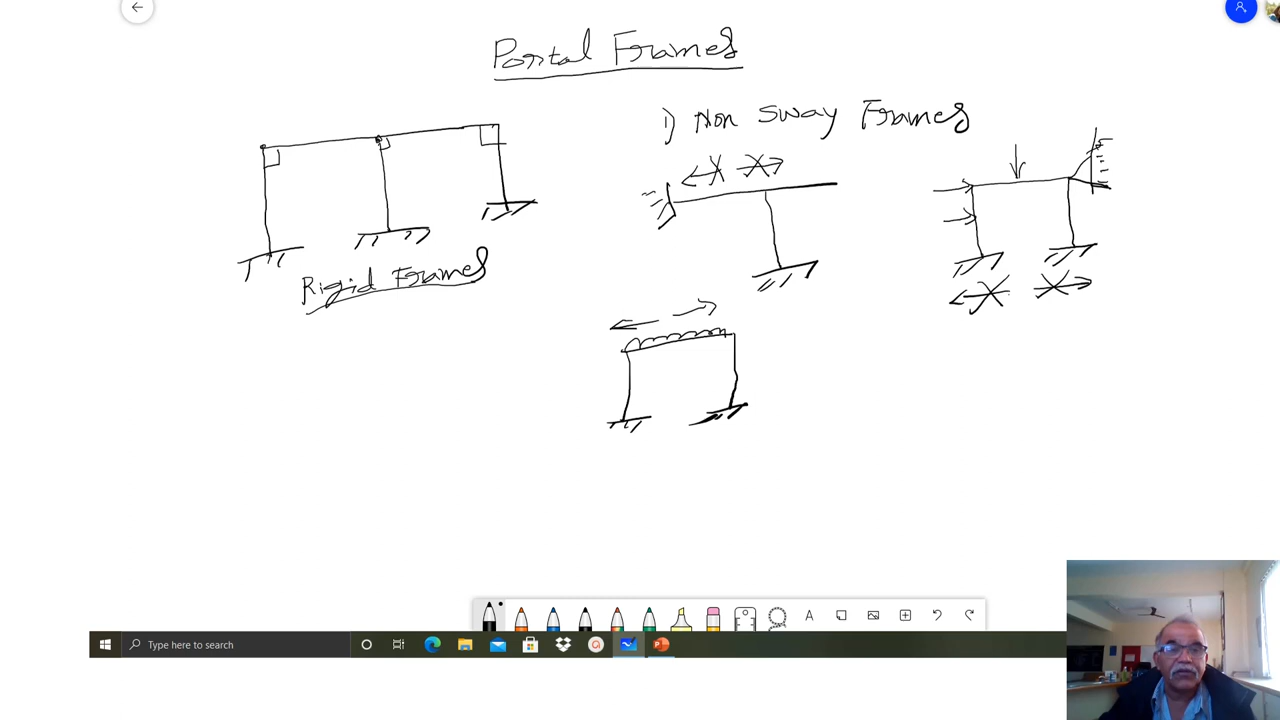 Portal Frames
1) Non Sway Frames
Rigid Frames
Type here to search